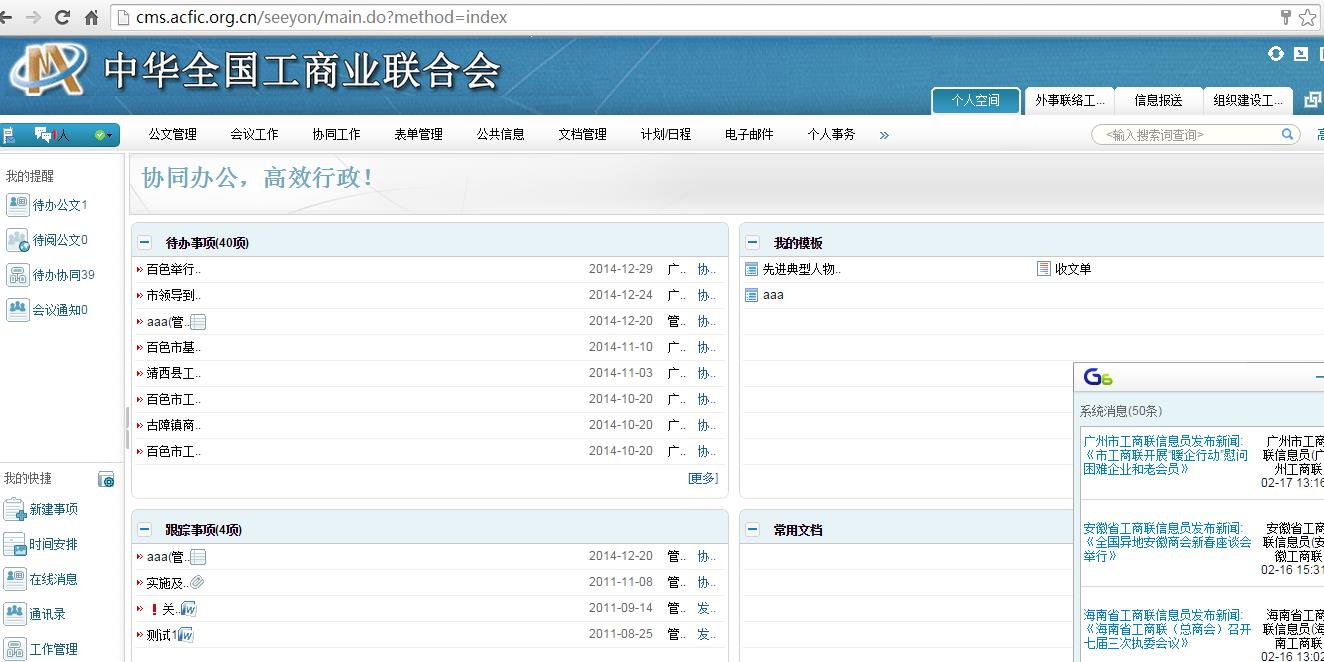 cms.acfic.org.cn/seeyon/main.do?method=index
中华全国工商业联合会
个人空间 外事联络工... 信息报送 组织建设工...
1人 公文管理 会议工作 协同工作 表单管理 公共信息 文档管理 计划/日程 电子邮件 个人事务 » <输入搜索词查询>
我的提醒
待办公文1
待阅公文0
待办协同39
会议通知0
协同办公，高效行政！
待办事项(40项)
百色举行.. 2014-12-29 广.. 协..
市领导到.. 2014-12-24 广.. 协..
aaa(管.. 2014-12-20 管.. 协..
百色市基.. 2014-11-10 广.. 协..
靖西县工.. 2014-11-03 广.. 协..
百色市工.. 2014-10-20 广.. 协..
古障镇商.. 2014-10-20 广.. 协..
百色市工.. 2014-10-20 广.. 协..
[更多]
我的模板
先进典型人物.. 收文单
aaa
我的快捷
新建事项
时间安排
在线消息
通讯录
工作管理
跟踪事项(4项)
aaa(管.. 2014-12-20 管.. 协..
实施及.. 2011-11-08 管.. 协..
！关.. 2011-09-14 管.. 发..
测试1 2011-08-25 管.. 发..
常用文档
G6
系统消息(50条)
广州市工商联信息员发布新闻:
《市工商联开展“暖企行动”慰问
困难企业和老会员》
广州市工商
联信息员(广
州工商联
02-17 13:16
安徽省工商联信息员发布新闻:
《全国异地安徽商会新春座谈会
举行》
安徽省工商
联信息员(安
徽工商联
02-16 15:31
海南省工商联信息员发布新闻:
《海南省工商联（总商会）召开
七届三次执委会议》
海南省工商
联信息员(海
南工商联
02-16 13:02